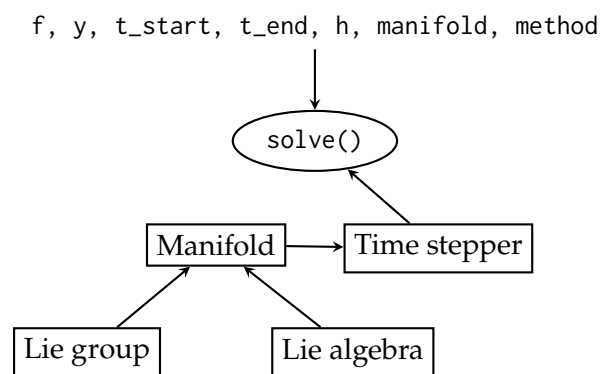 f, y, t_start, t_end, h, manifold, method
solve()
Manifold
Time stepper
Lie group
Lie algebra